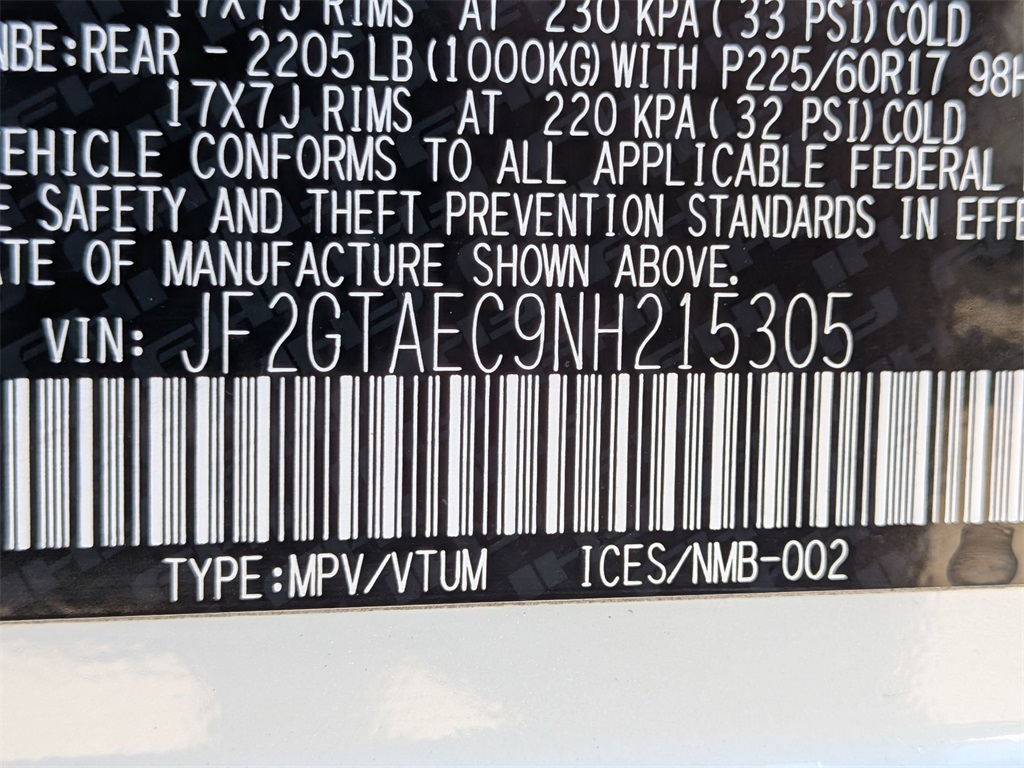 17X7J RIMS AT 230 KPA(33 PSI)COLD
NBE:REAR - 2205LB(1000KG)WITH P225/60R17 98H
17X7J RIMS AT 220 KPA(32 PSI)COLD
EHICLE CONFORMS TO ALL APPLICABLE FEDERAL
E SAFETY AND THEFT PREVENTION STANDARDS IN EFFE
ATE OF MANUFACTURE SHOWN ABOVE.
VIN: JF2GTAEC9NH215305
TYPE:MPV/VTUM ICES/NMB-002